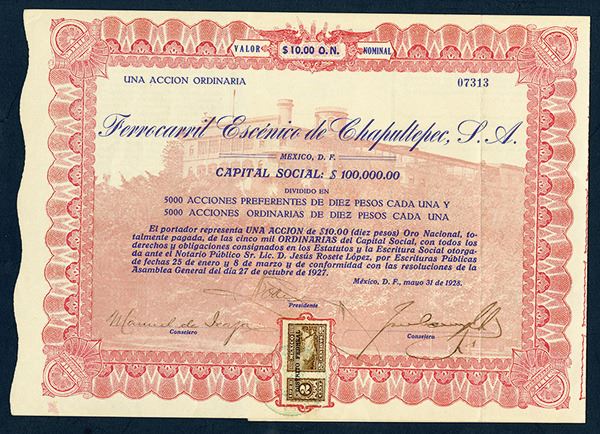 VALOR $10.00 O. N. NOMINAL
UNA ACCION ORDINARIA 07313
Ferrocarril Escénico de Chapultepec, S. A.
MEXICO, D. F.
CAPITAL SOCIAL: $ 100,000.00
DIVIDIDO EN
5000 ACCIONES PREFERENTES DE DIEZ PESOS CADA UNA Y
5000 ACCIONES ORDINARIAS DE DIEZ PESOS CADA UNA
El portador representa UNA ACCION de $10.00 (diez pesos) Oro Nacional, to-
talmente pagada, de las cinco mil ORDINARIAS del Capital Social, con todos los
derechos y obligaciones consignados en los Estatutos y la Escritura Social otorga-
da ante el Notario Público Sr. Lic. D. Jesús Rosete López, por Escrituras Públicas
de fechas 25 de enero y 8 de marzo y de conformidad con las resoluciones de la
Asamblea General del día 27 de octubre de 1927.
México, D. F., mayo 31 de 1928.
Presidente
Manuel de
Consejero
Consejero
MEXICO
DISTRITO FEDERAL
2